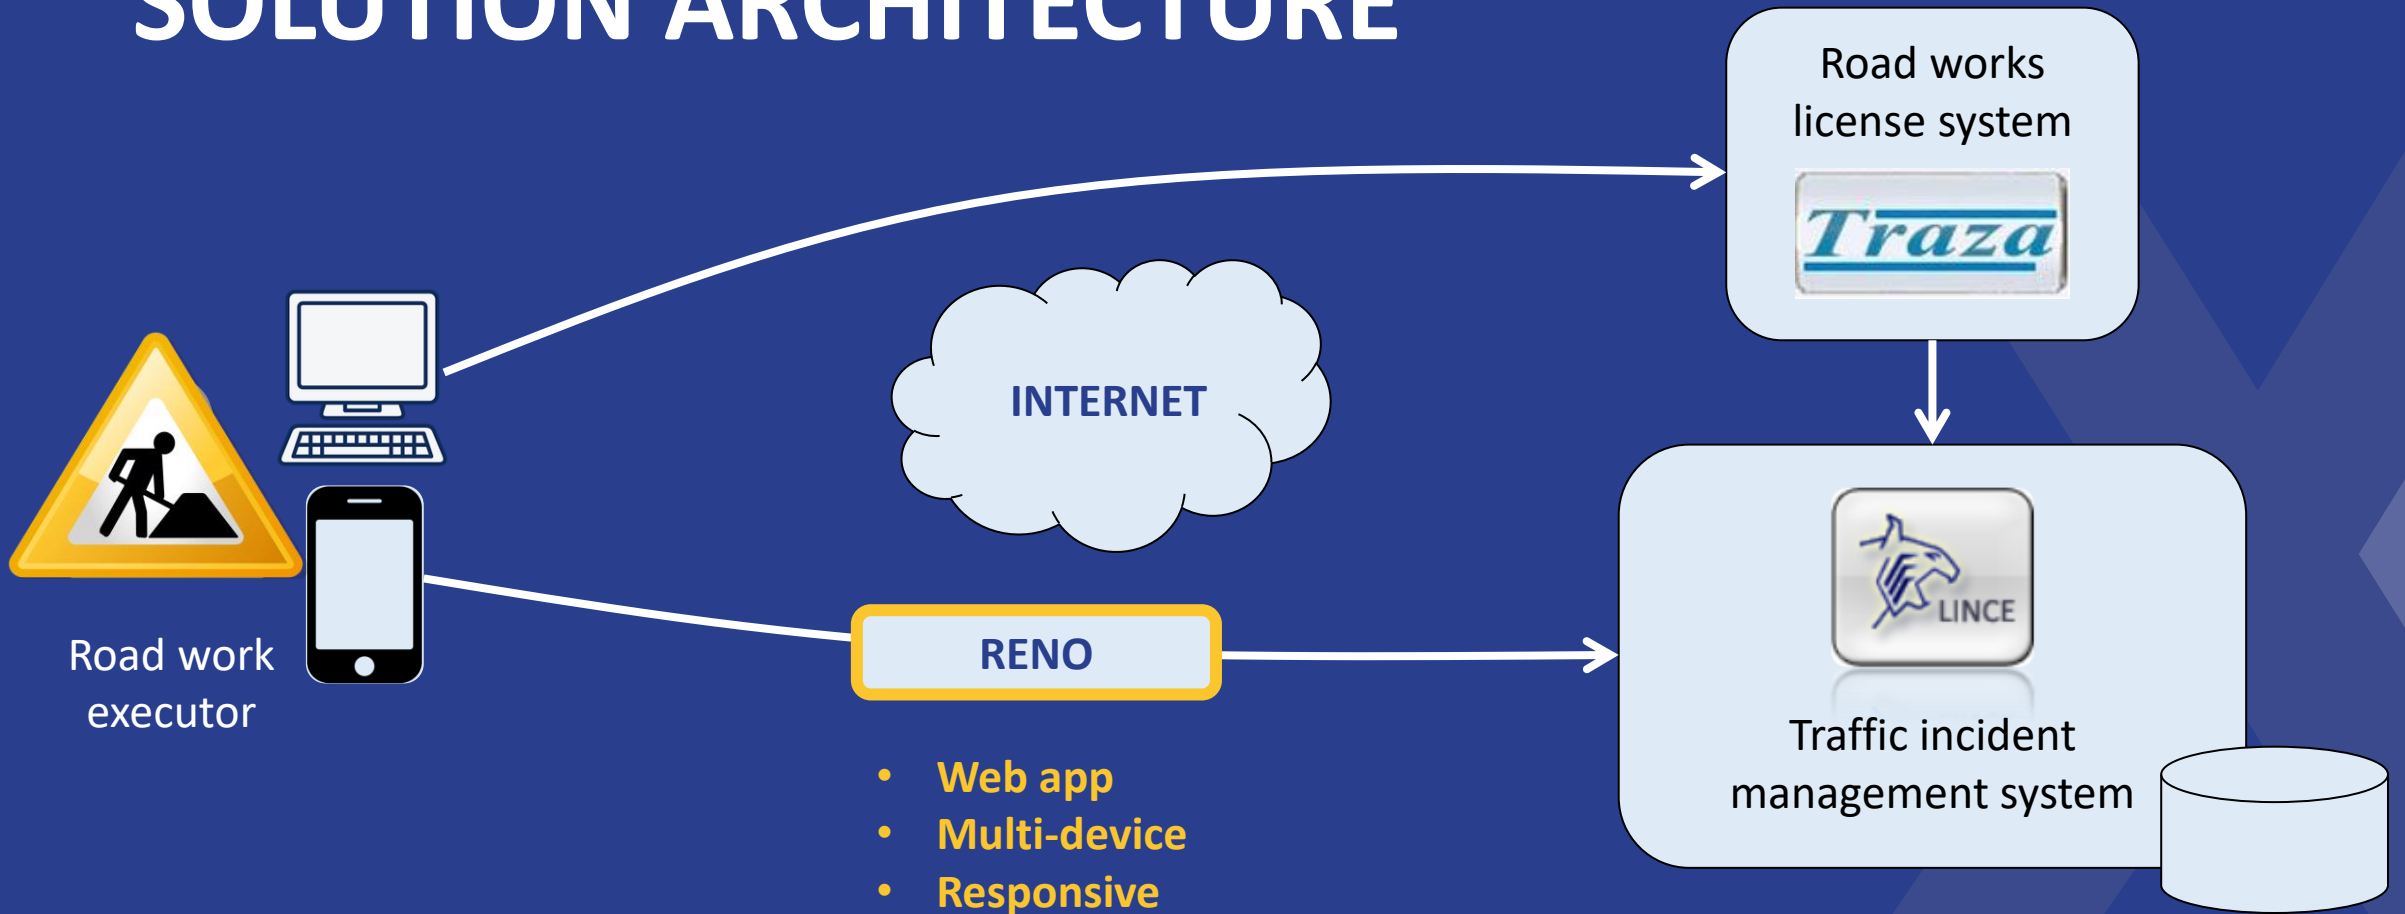 SOLUTION ARCHITECTURE
Road works
license system
Traza
INTERNET
Road work
executor
RENO
• Web app
• Multi-device
• Responsive
LINCE
Traffic incident
management system